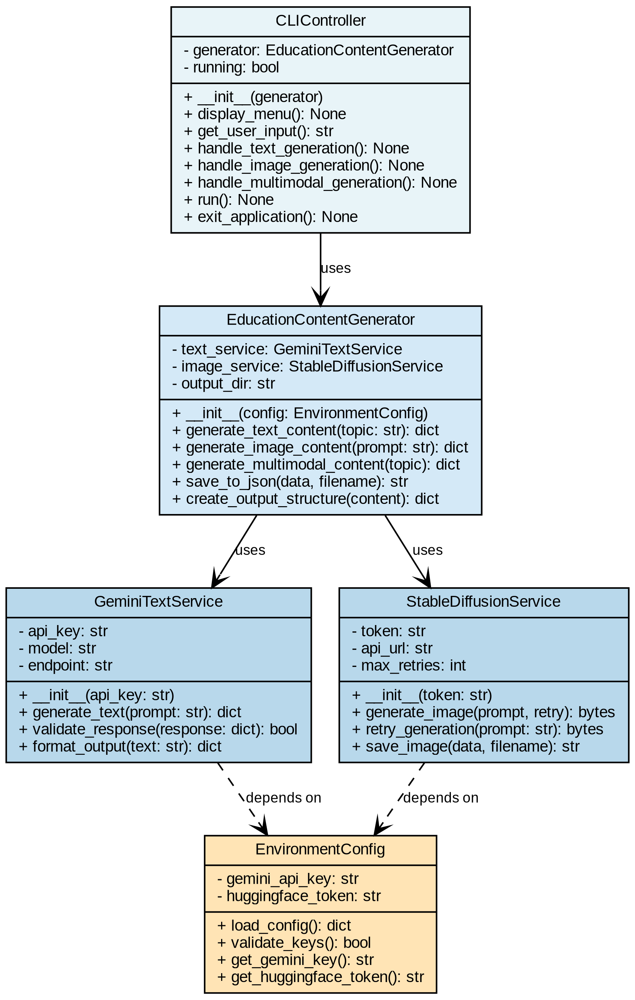 CLIController
- generator: EducationContentGenerator
- running: bool
+ __init__(generator)
+ display_menu(): None
+ get_user_input(): str
+ handle_text_generation(): None
+ handle_image_generation(): None
+ handle_multimodal_generation(): None
+ run(): None
+ exit_application(): None
uses
EducationContentGenerator
- text_service: GeminiTextService
- image_service: StableDiffusionService
- output_dir: str
+ __init__(config: EnvironmentConfig)
+ generate_text_content(topic: str): dict
+ generate_image_content(prompt: str): dict
+ generate_multimodal_content(topic): dict
+ save_to_json(data, filename): str
+ create_output_structure(content): dict
uses
uses
GeminiTextService
- api_key: str
- model: str
- endpoint: str
+ __init__(api_key: str)
+ generate_text(prompt: str): dict
+ validate_response(response: dict): bool
+ format_output(text: str): dict
StableDiffusionService
- token: str
- api_url: str
- max_retries: int
+ __init__(token: str)
+ generate_image(prompt, retry): bytes
+ retry_generation(prompt: str): bytes
+ save_image(data, filename): str
depends on
depends on
EnvironmentConfig
- gemini_api_key: str
- huggingface_token: str
+ load_config(): dict
+ validate_keys(): bool
+ get_gemini_key(): str
+ get_huggingface_token(): str